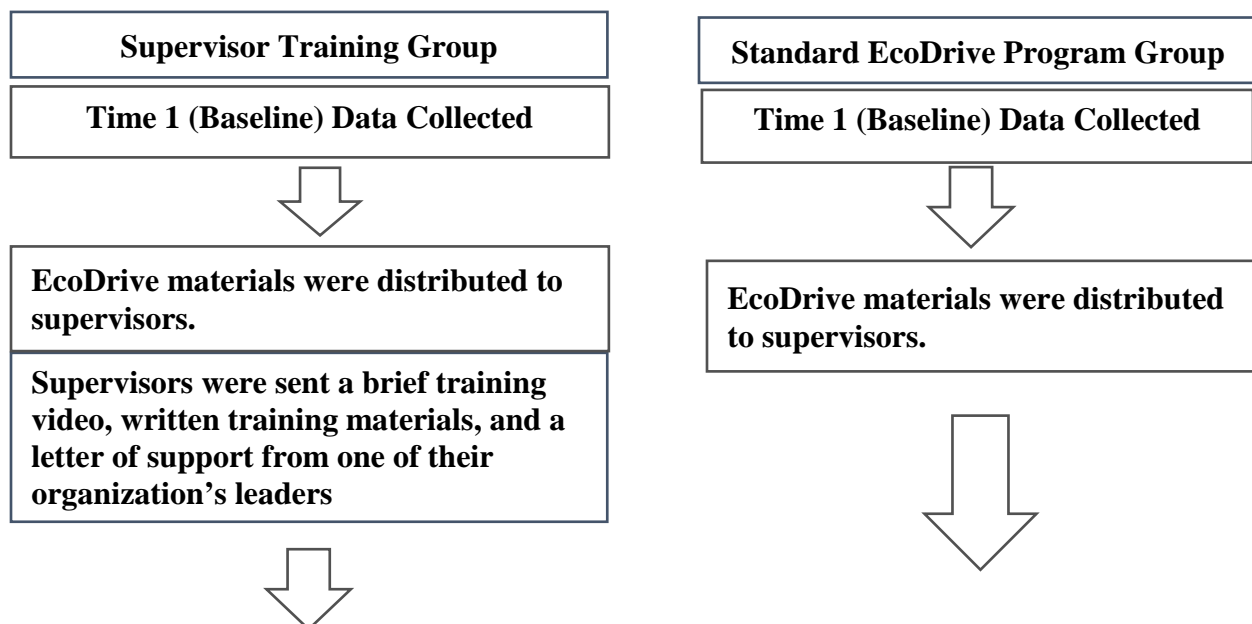 Supervisor Training Group
Time 1 (Baseline) Data Collected
EcoDrive materials were distributed to
supervisors.
Supervisors were sent a brief training
video, written training materials, and a
letter of support from one of their
organization’s leaders
Standard EcoDrive Program Group
Time 1 (Baseline) Data Collected
EcoDrive materials were distributed
to supervisors.